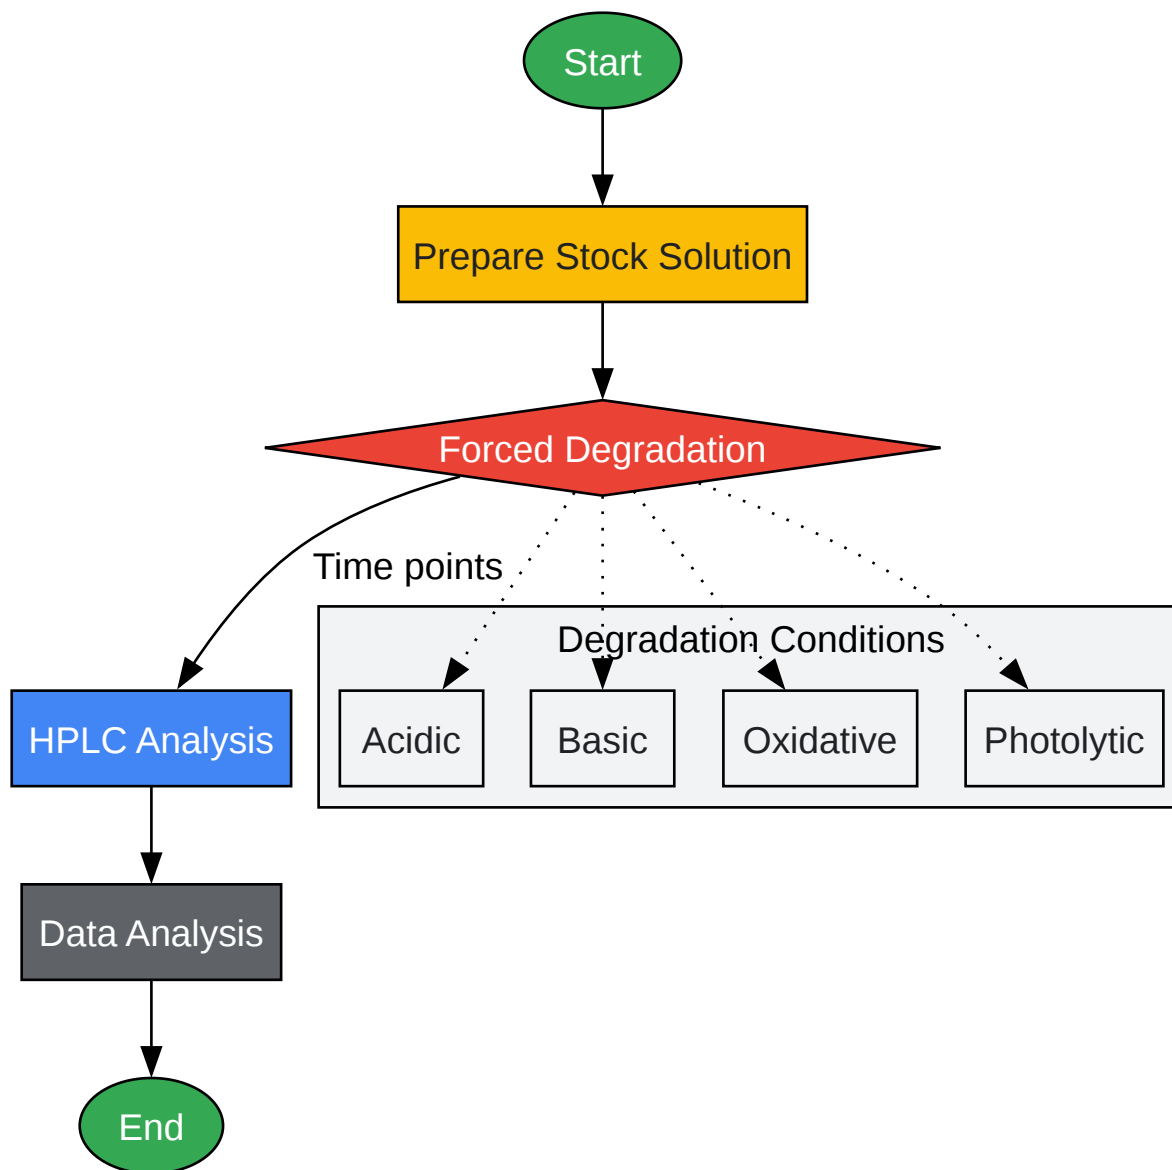 Start
Prepare Stock Solution
Forced Degradation
Time points
Degradation Conditions
HPLC Analysis
Acidic
Basic
Oxidative
Photolytic
Data Analysis
End